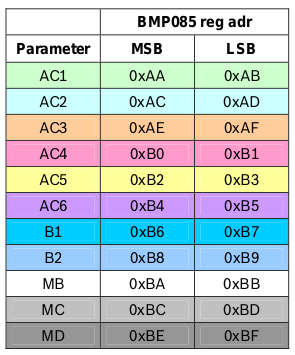 BMP085 reg adr
Parameter MSB LSB
AC1 0xAA 0xAB
AC2 0xAC 0xAD
AC3 0xAE 0xAF
AC4 0xB0 0xB1
AC5 0xB2 0xB3
AC6 0xB4 0xB5
B1 0xB6 0xB7
B2 0xB8 0xB9
MB 0xBA 0xBB
MC 0xBC 0xBD
MD 0xBE 0xBF